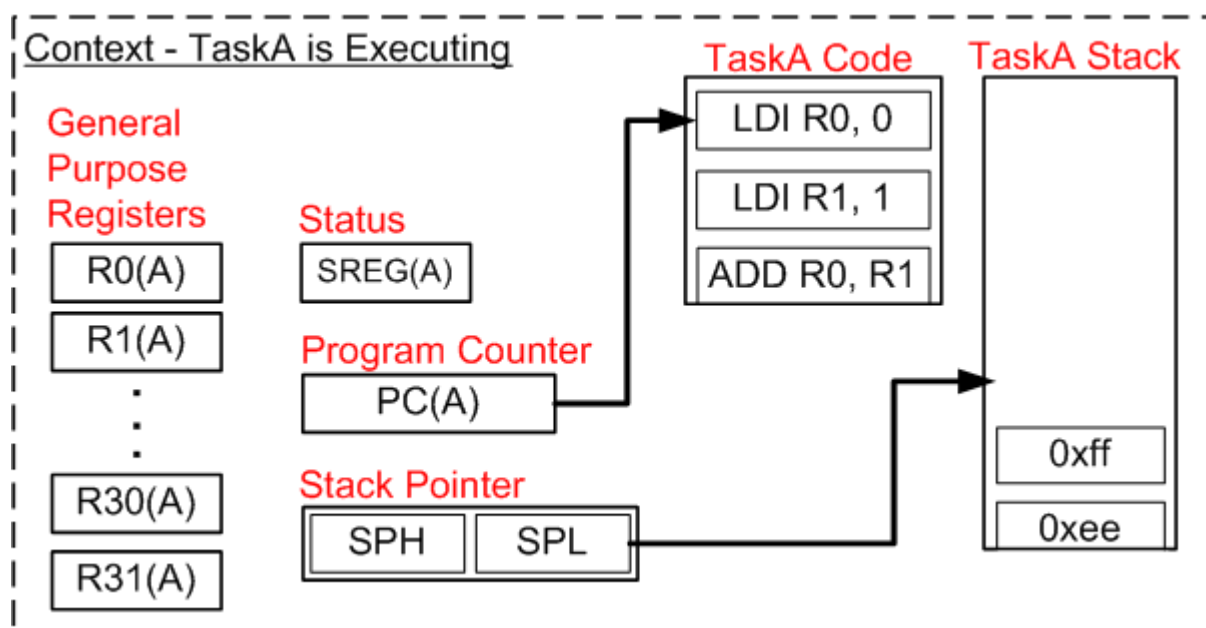 Context - TaskA is Executing
General
Purpose
Registers
R0(A)
R1(A)
R30(A)
R31(A)
Status
SREG(A)
Program Counter
PC(A)
Stack Pointer
SPH
SPL
TaskA Code
LDI R0, 0
LDI R1, 1
ADD R0, R1
TaskA Stack
0xff
0xee